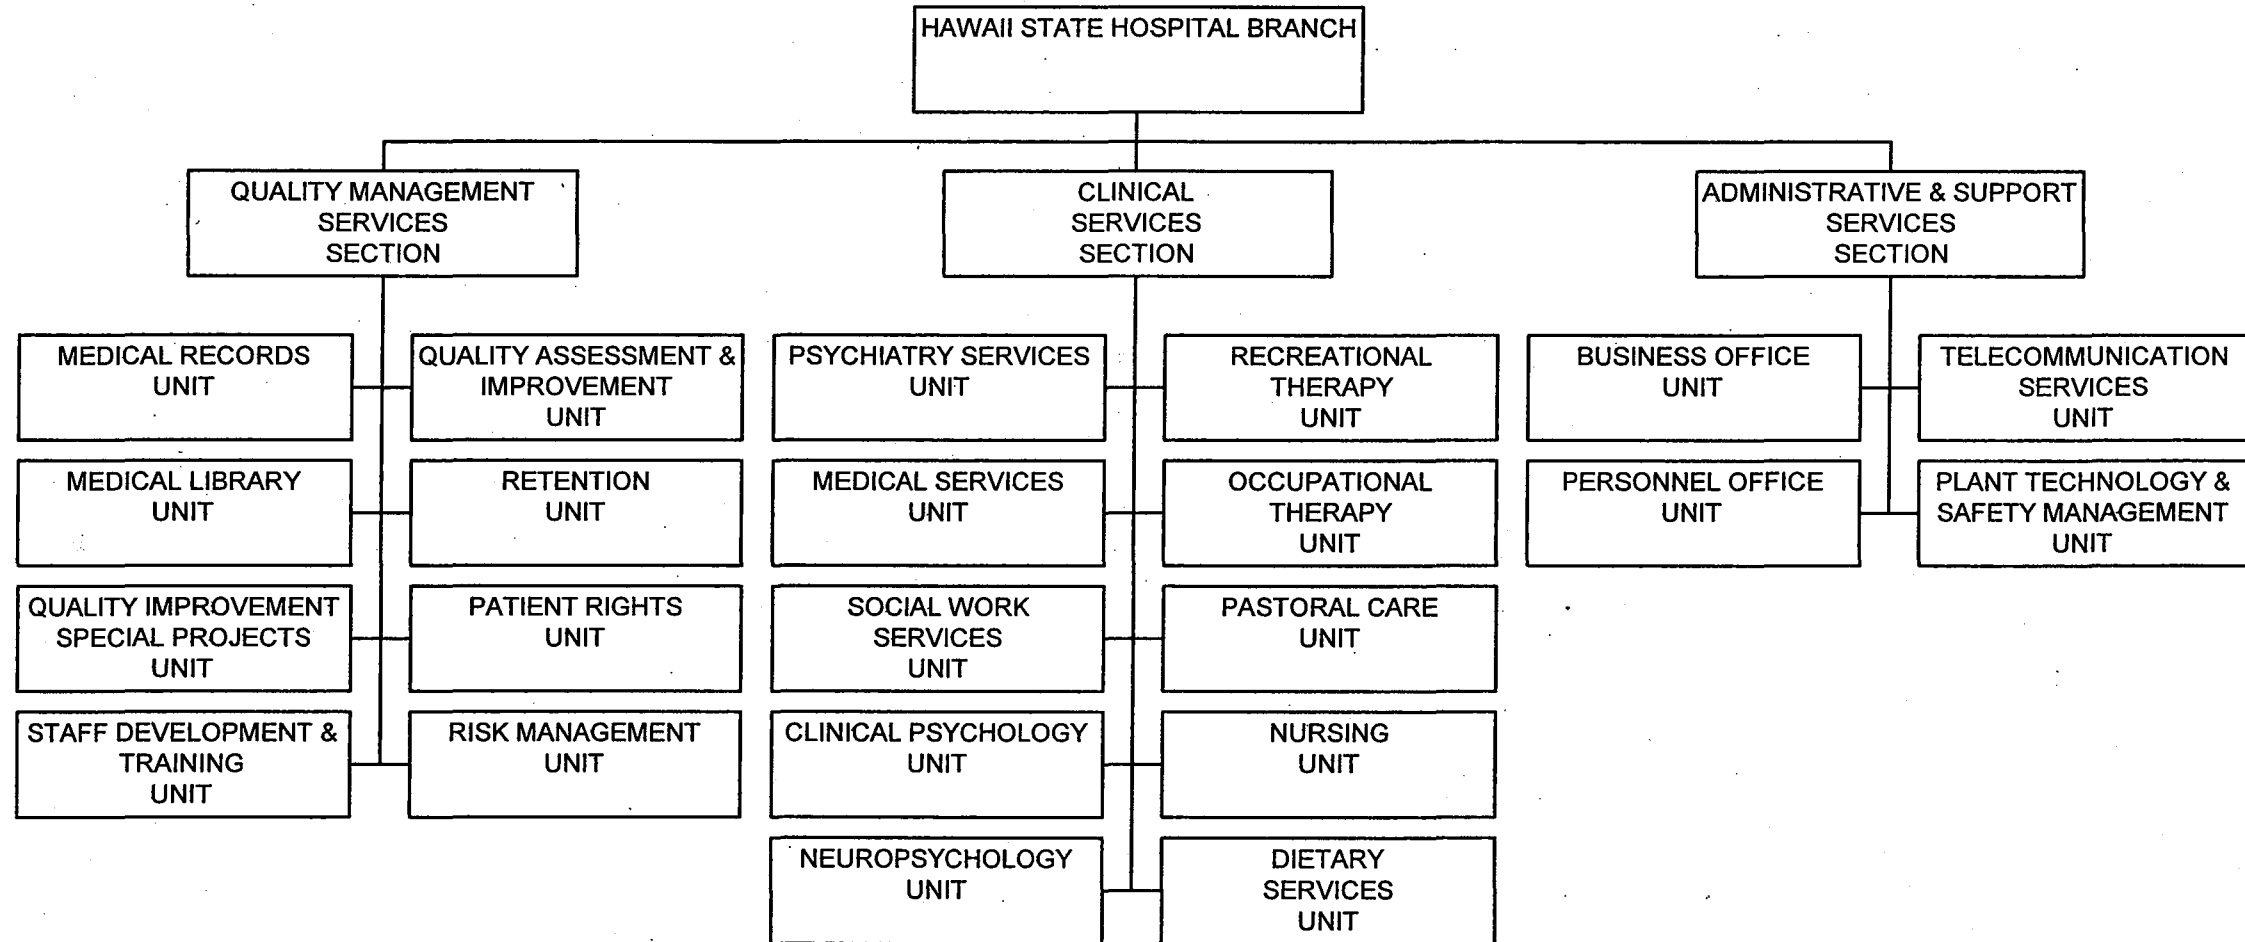 HAWAII STATE HOSPITAL BRANCH
QUALITY MANAGEMENT
SERVICES
SECTION
CLINICAL
SERVICES
SECTION
ADMINISTRATIVE & SUPPORT
SERVICES
SECTION
MEDICAL RECORDS
UNIT
QUALITY ASSESSMENT &
IMPROVEMENT
UNIT
MEDICAL LIBRARY
UNIT
RETENTION
UNIT
QUALITY IMPROVEMENT
SPECIAL PROJECTS
UNIT
PATIENT RIGHTS
UNIT
STAFF DEVELOPMENT &
TRAINING
UNIT
RISK MANAGEMENT
UNIT
PSYCHIATRY SERVICES
UNIT
RECREATIONAL
THERAPY
UNIT
MEDICAL SERVICES
UNIT
OCCUPATIONAL
THERAPY
UNIT
SOCIAL WORK
SERVICES
UNIT
PASTORAL CARE
UNIT
CLINICAL PSYCHOLOGY
UNIT
NURSING
UNIT
NEUROPSYCHOLOGY
UNIT
DIETARY
SERVICES
UNIT
BUSINESS OFFICE
UNIT
TELECOMMUNICATION
SERVICES
UNIT
PERSONNEL OFFICE
UNIT
PLANT TECHNOLOGY &
SAFETY MANAGEMENT
UNIT